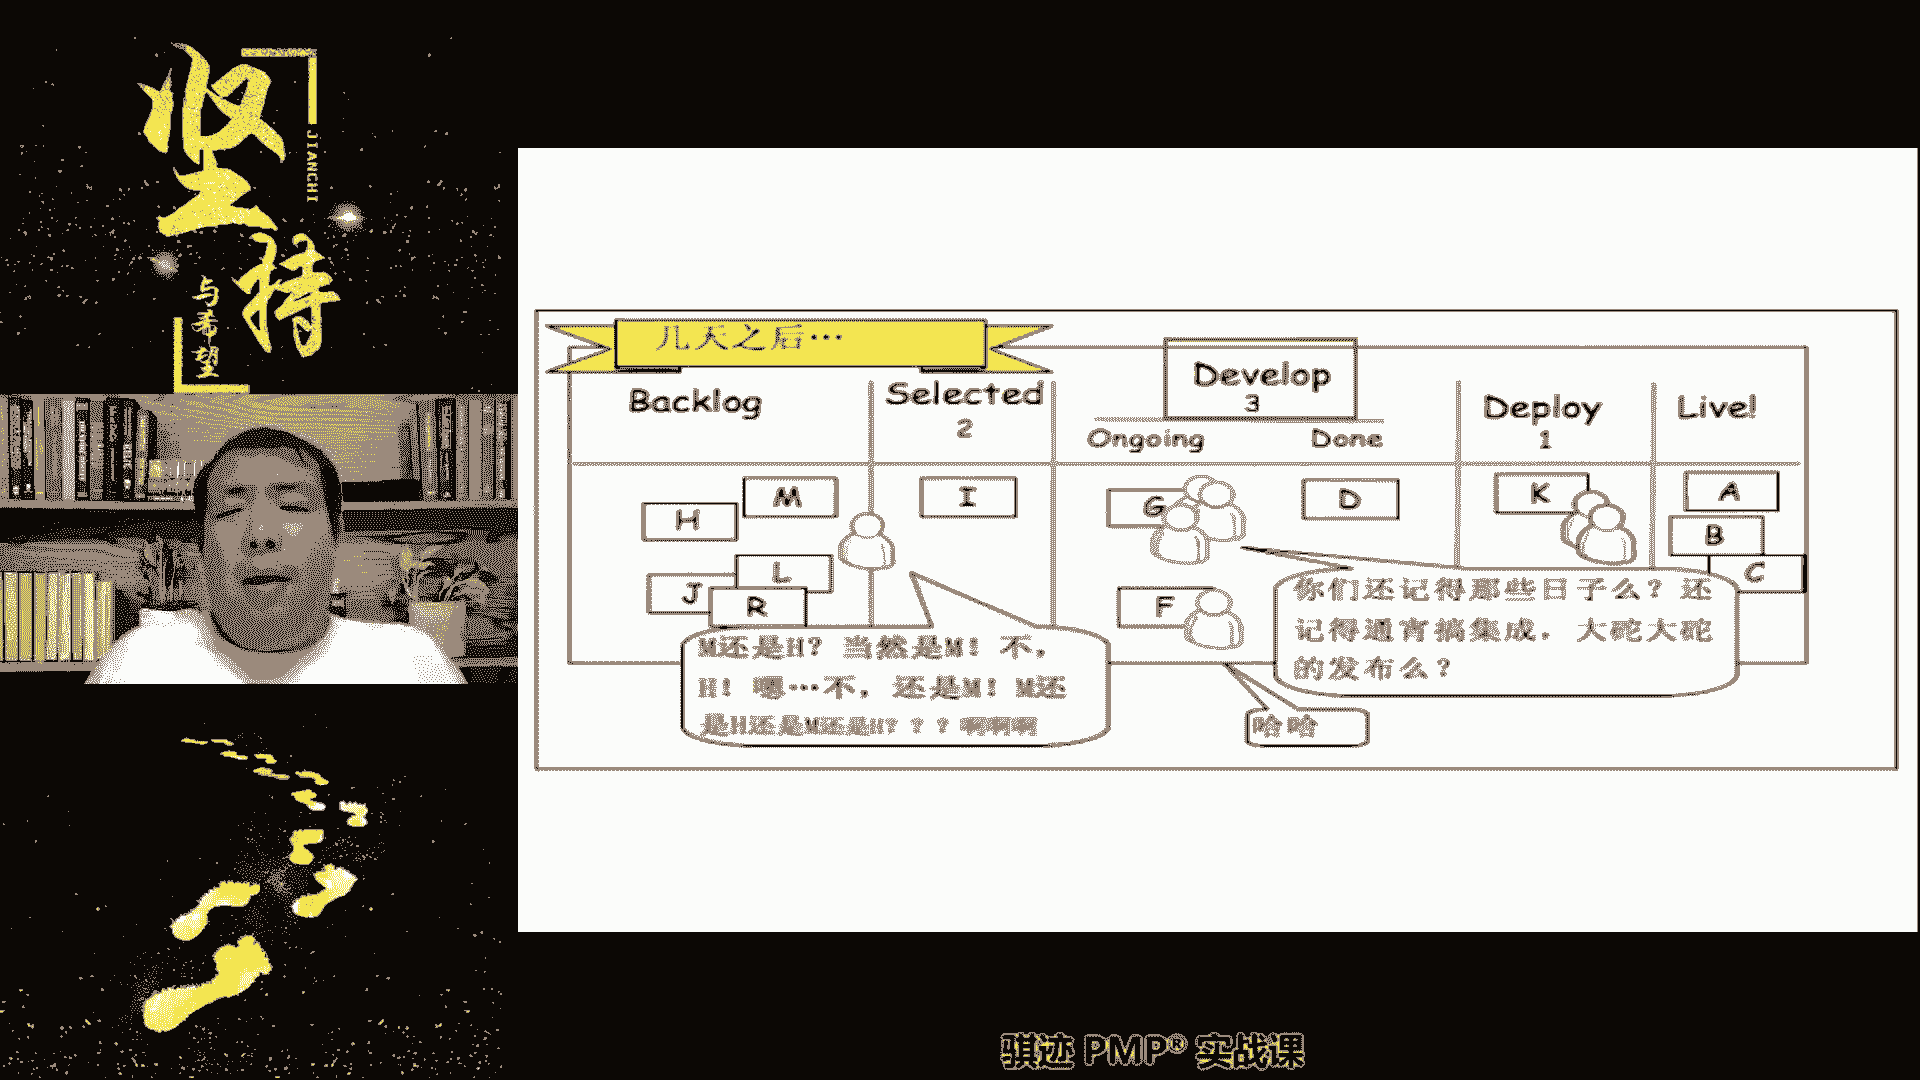 坚持
JIANCHI
与希望
几天之后…
Backlog
Selected
2
Develop
3
Ongoing
Done
Deploy
1
Live!
H
M
J
L
R
I
G
D
F
K
A
B
C
M还是H? 当然是M! 不,
H! 嗯…不, 还是M! M还
是H还是M还是H? ? ? 啊啊啊
你们还记得那些日子么? 还
记得通宵搞集成, 大砣大砣
的发布么?
哈哈
骐迹 PMP® 实战课